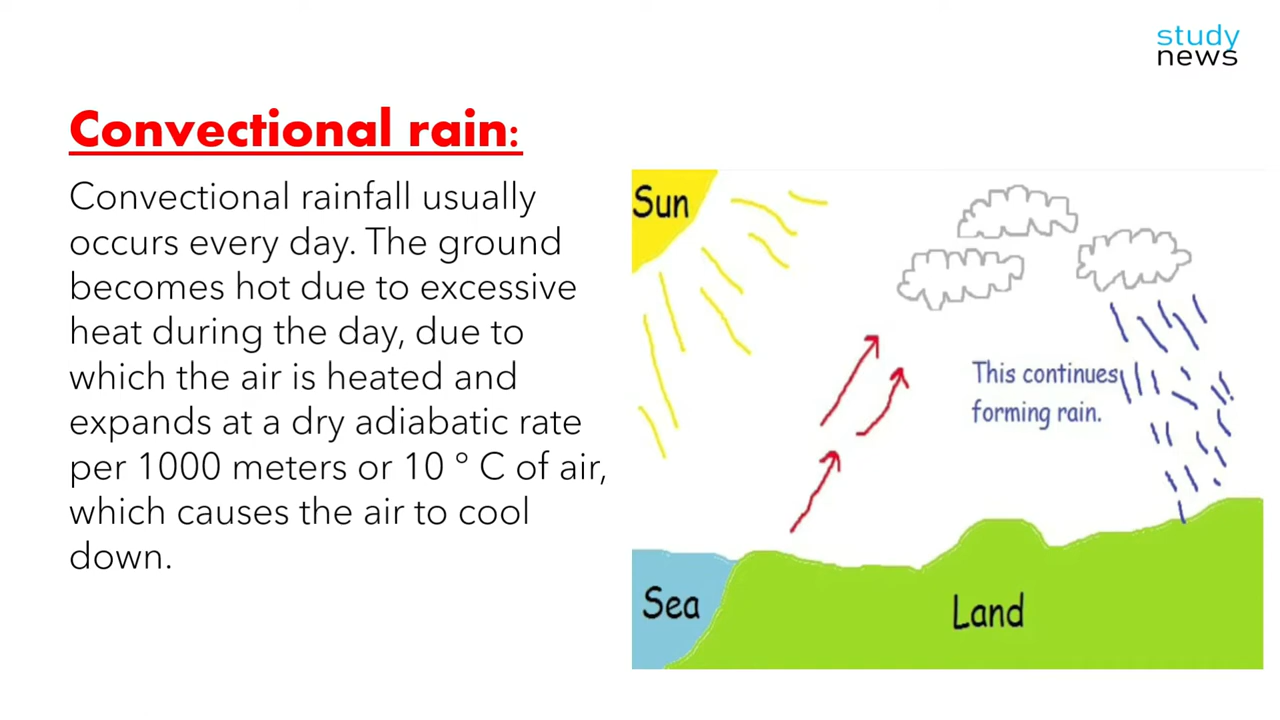 study
news
Convectional rain:
Convectional rainfall usually
occurs every day. The ground
becomes hot due to excessive
heat during the day, due to
which the air is heated and
expands at a dry adiabatic rate
per 1000 meters or 10 ° C of air,
which causes the air to cool
down.
Sun
This continues
forming rain.
Sea
Land